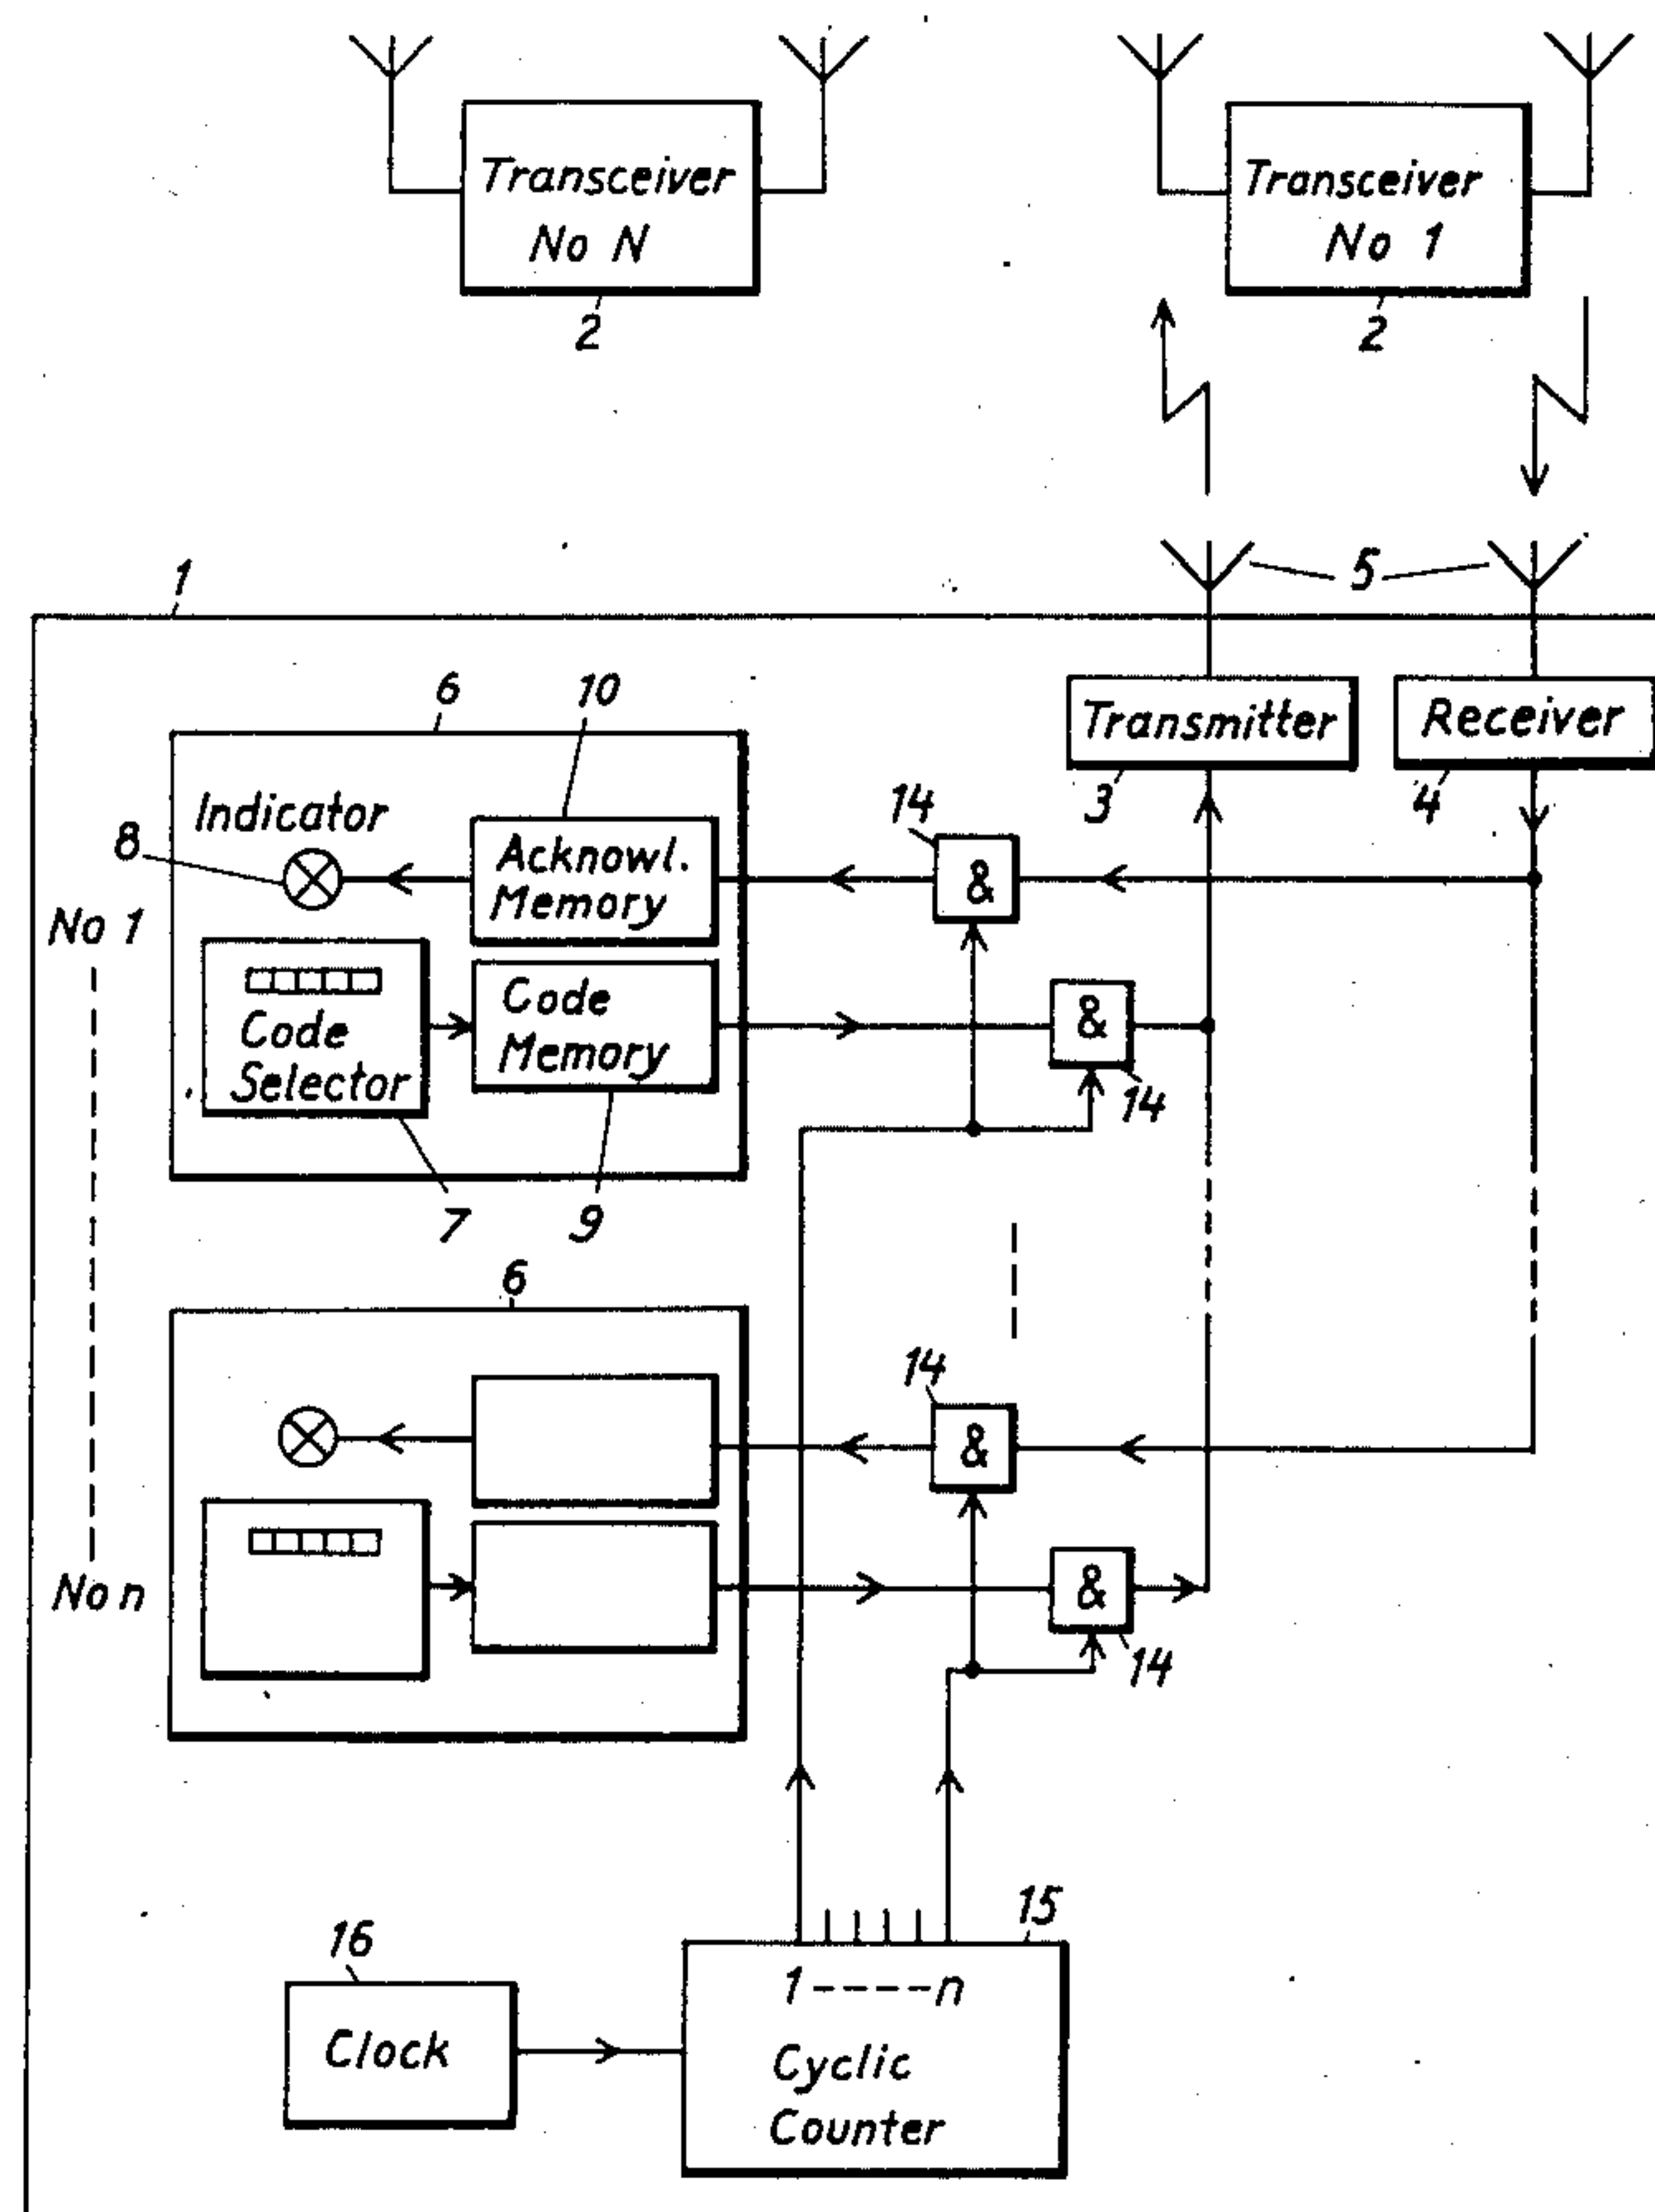 Transceiver
No N
2
Transceiver
No 1
2
5
1
6
10
Transmitter
Receiver
3
4
Indicator
8
Acknowl.
Memory
14
&
No 1
Code
Selector
Code
Memory
&
14
7
9
6
14
&
No n
&
14
15
16
1-----n
Clock
Cyclic
Counter